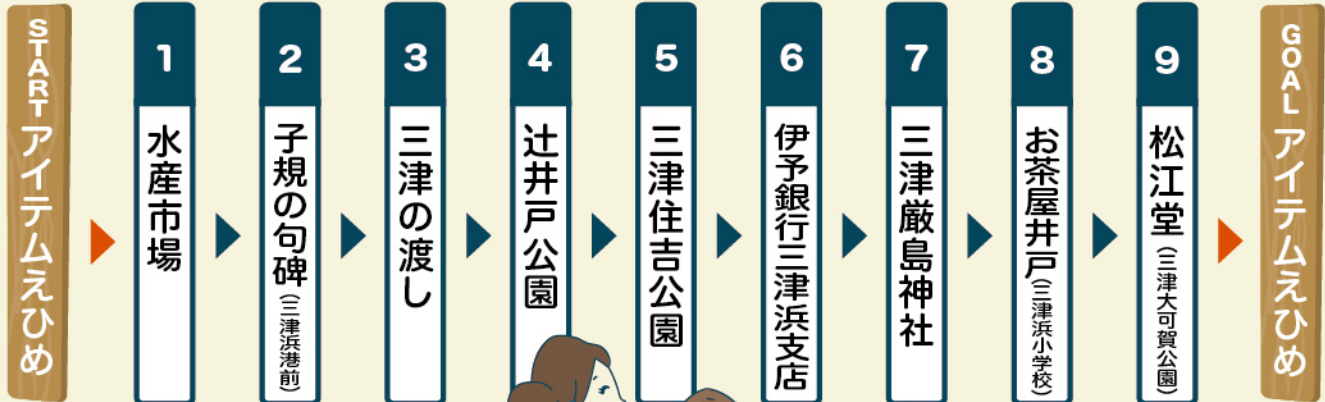 START アイテムえひめ
1
水産市場
2
子規の句碑(三津浜港前)
3
三津の渡し
4
辻井戸公園
5
三津住吉公園
6
伊予銀行三津浜支店
7
三津厳島神社
8
お茶屋井戸(三津浜小学校)
9
松江堂(三津大可賀公園)
GOAL アイテムえひめ